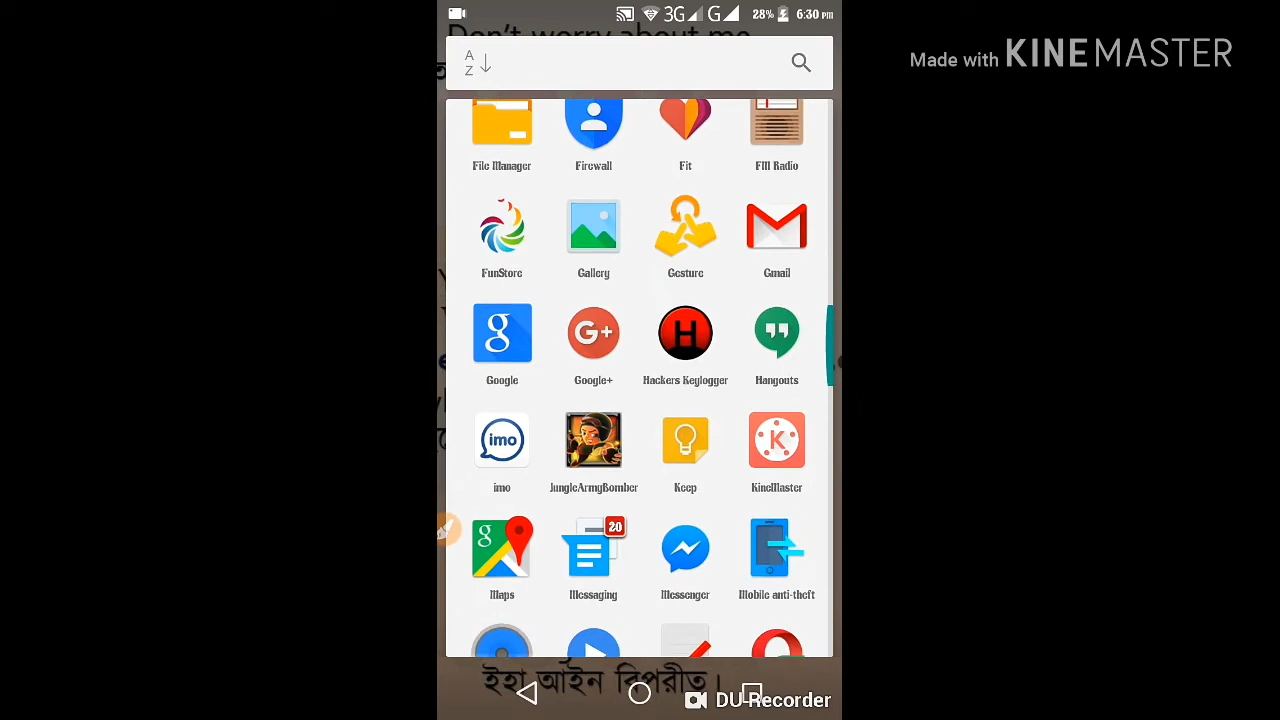 3G G 28% 6:30 pm
Made with KINEMASTER
Don't worry about me
A
Z
File Manager Firewall Fit FM Radio
FunStore Gallery Gesture Gmail
Google Google+ Hackers Keylogger Hangouts
imo
imo JungleArmyBomber Keep KineMaster
20
Maps Messaging Messenger Mobile anti-theft
ইহা আইন বিপরীত।
DU Recorder